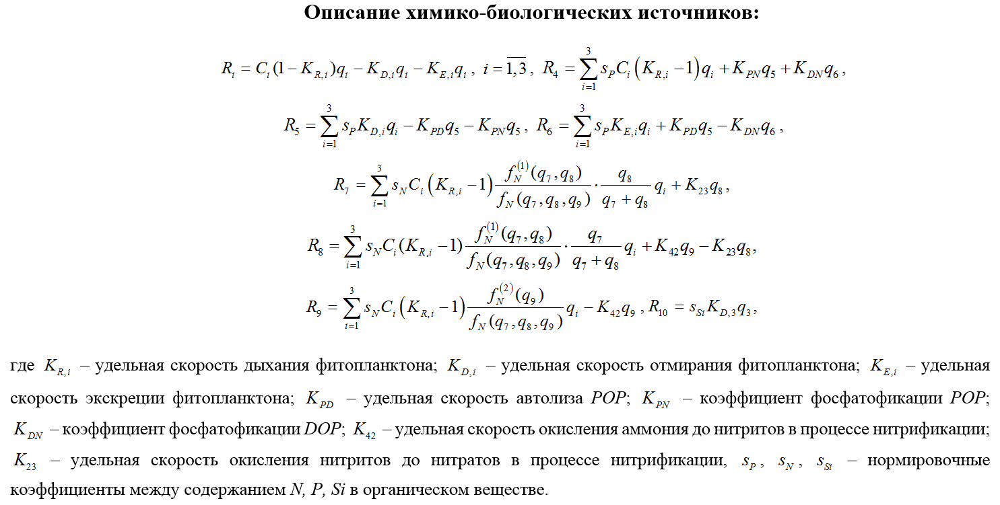 Описание химико-биологических источников:
$R_i = C_i(1-K_{R,i})q_i - K_{D,i}q_i - K_{E,i}q_i$, $i = \overline{1,3}$, $R_4 = \sum_{i=1}^{3} s_P C_i \left(K_{R,i}-1\right)q_i + K_{PN}q_5 + K_{DN}q_6$,
$R_5 = \sum_{i=1}^{3} s_P K_{D,i}q_i - K_{PD}q_5 - K_{PN}q_5$, $R_6 = \sum_{i=1}^{3} s_P K_{E,i}q_i + K_{PD}q_5 - K_{DN}q_6$,
$R_7 = \sum_{i=1}^{3} s_N C_i \left(K_{R,i}-1\right)\frac{f_N^{(1)}(q_7,q_8)}{f_N(q_7,q_8,q_9)} \cdot \frac{q_8}{q_7+q_8} q_i + K_{23}q_8$,
$R_8 = \sum_{i=1}^{3} s_N C_i (K_{R,i}-1)\frac{f_N^{(1)}(q_7,q_8)}{f_N(q_7,q_8,q_9)} \cdot \frac{q_7}{q_7+q_8} q_i + K_{42}q_9 - K_{23}q_8$,
$R_9 = \sum_{i=1}^{3} s_N C_i \left(K_{R,i}-1\right)\frac{f_N^{(2)}(q_9)}{f_N(q_7,q_8,q_9)} q_i - K_{42}q_9$, $R_{10} = s_{Si}K_{D,3}q_3$,
где $K_{R,i}$ – удельная скорость дыхания фитопланктона; $K_{D,i}$ – удельная скорость отмирания фитопланктона; $K_{E,i}$ – удельная
скорость экскреции фитопланктона; $K_{PD}$ – удельная скорость автолиза POP; $K_{PN}$ – коэффициент фосфатофикации POP;
$K_{DN}$ – коэффициент фосфатофикации DOP; $K_{42}$ – удельная скорость окисления аммония до нитритов в процессе нитрификации;
$K_{23}$ – удельная скорость окисления нитритов до нитратов в процессе нитрификации, $s_P$, $s_N$, $s_{Si}$ – нормировочные
коэффициенты между содержанием N, P, Si в органическом веществе.